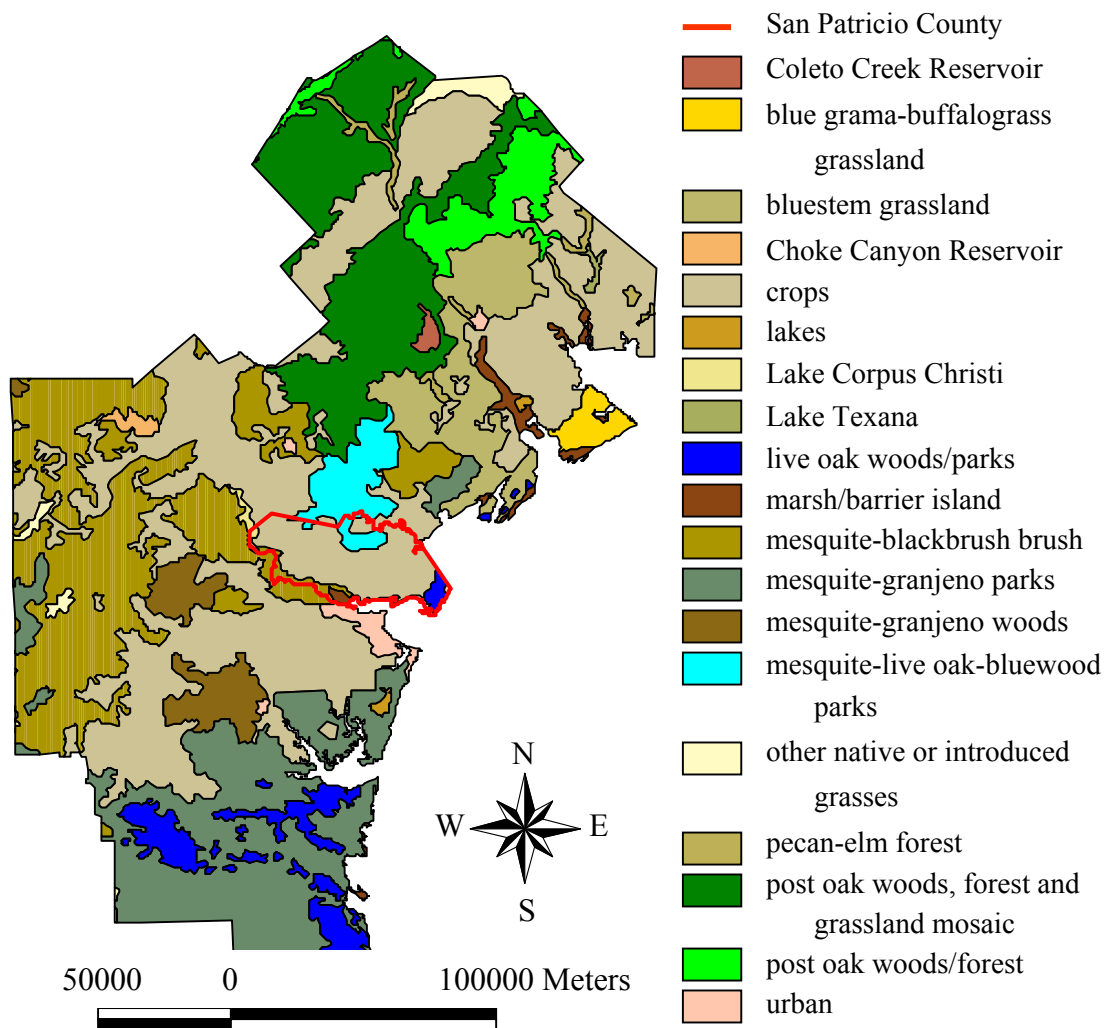 San Patricio County
Coleto Creek Reservoir
blue grama-buffalograss
grassland
bluestem grassland
Choke Canyon Reservoir
crops
lakes
Lake Corpus Christi
Lake Texana
live oak woods/parks
marsh/barrier island
mesquite-blackbrush brush
mesquite-granjeno parks
mesquite-granjeno woods
mesquite-live oak-bluewood
parks
other native or introduced
grasses
pecan-elm forest
post oak woods, forest and
grassland mosaic
post oak woods/forest
urban
N
W E
S
50000 0 100000 Meters